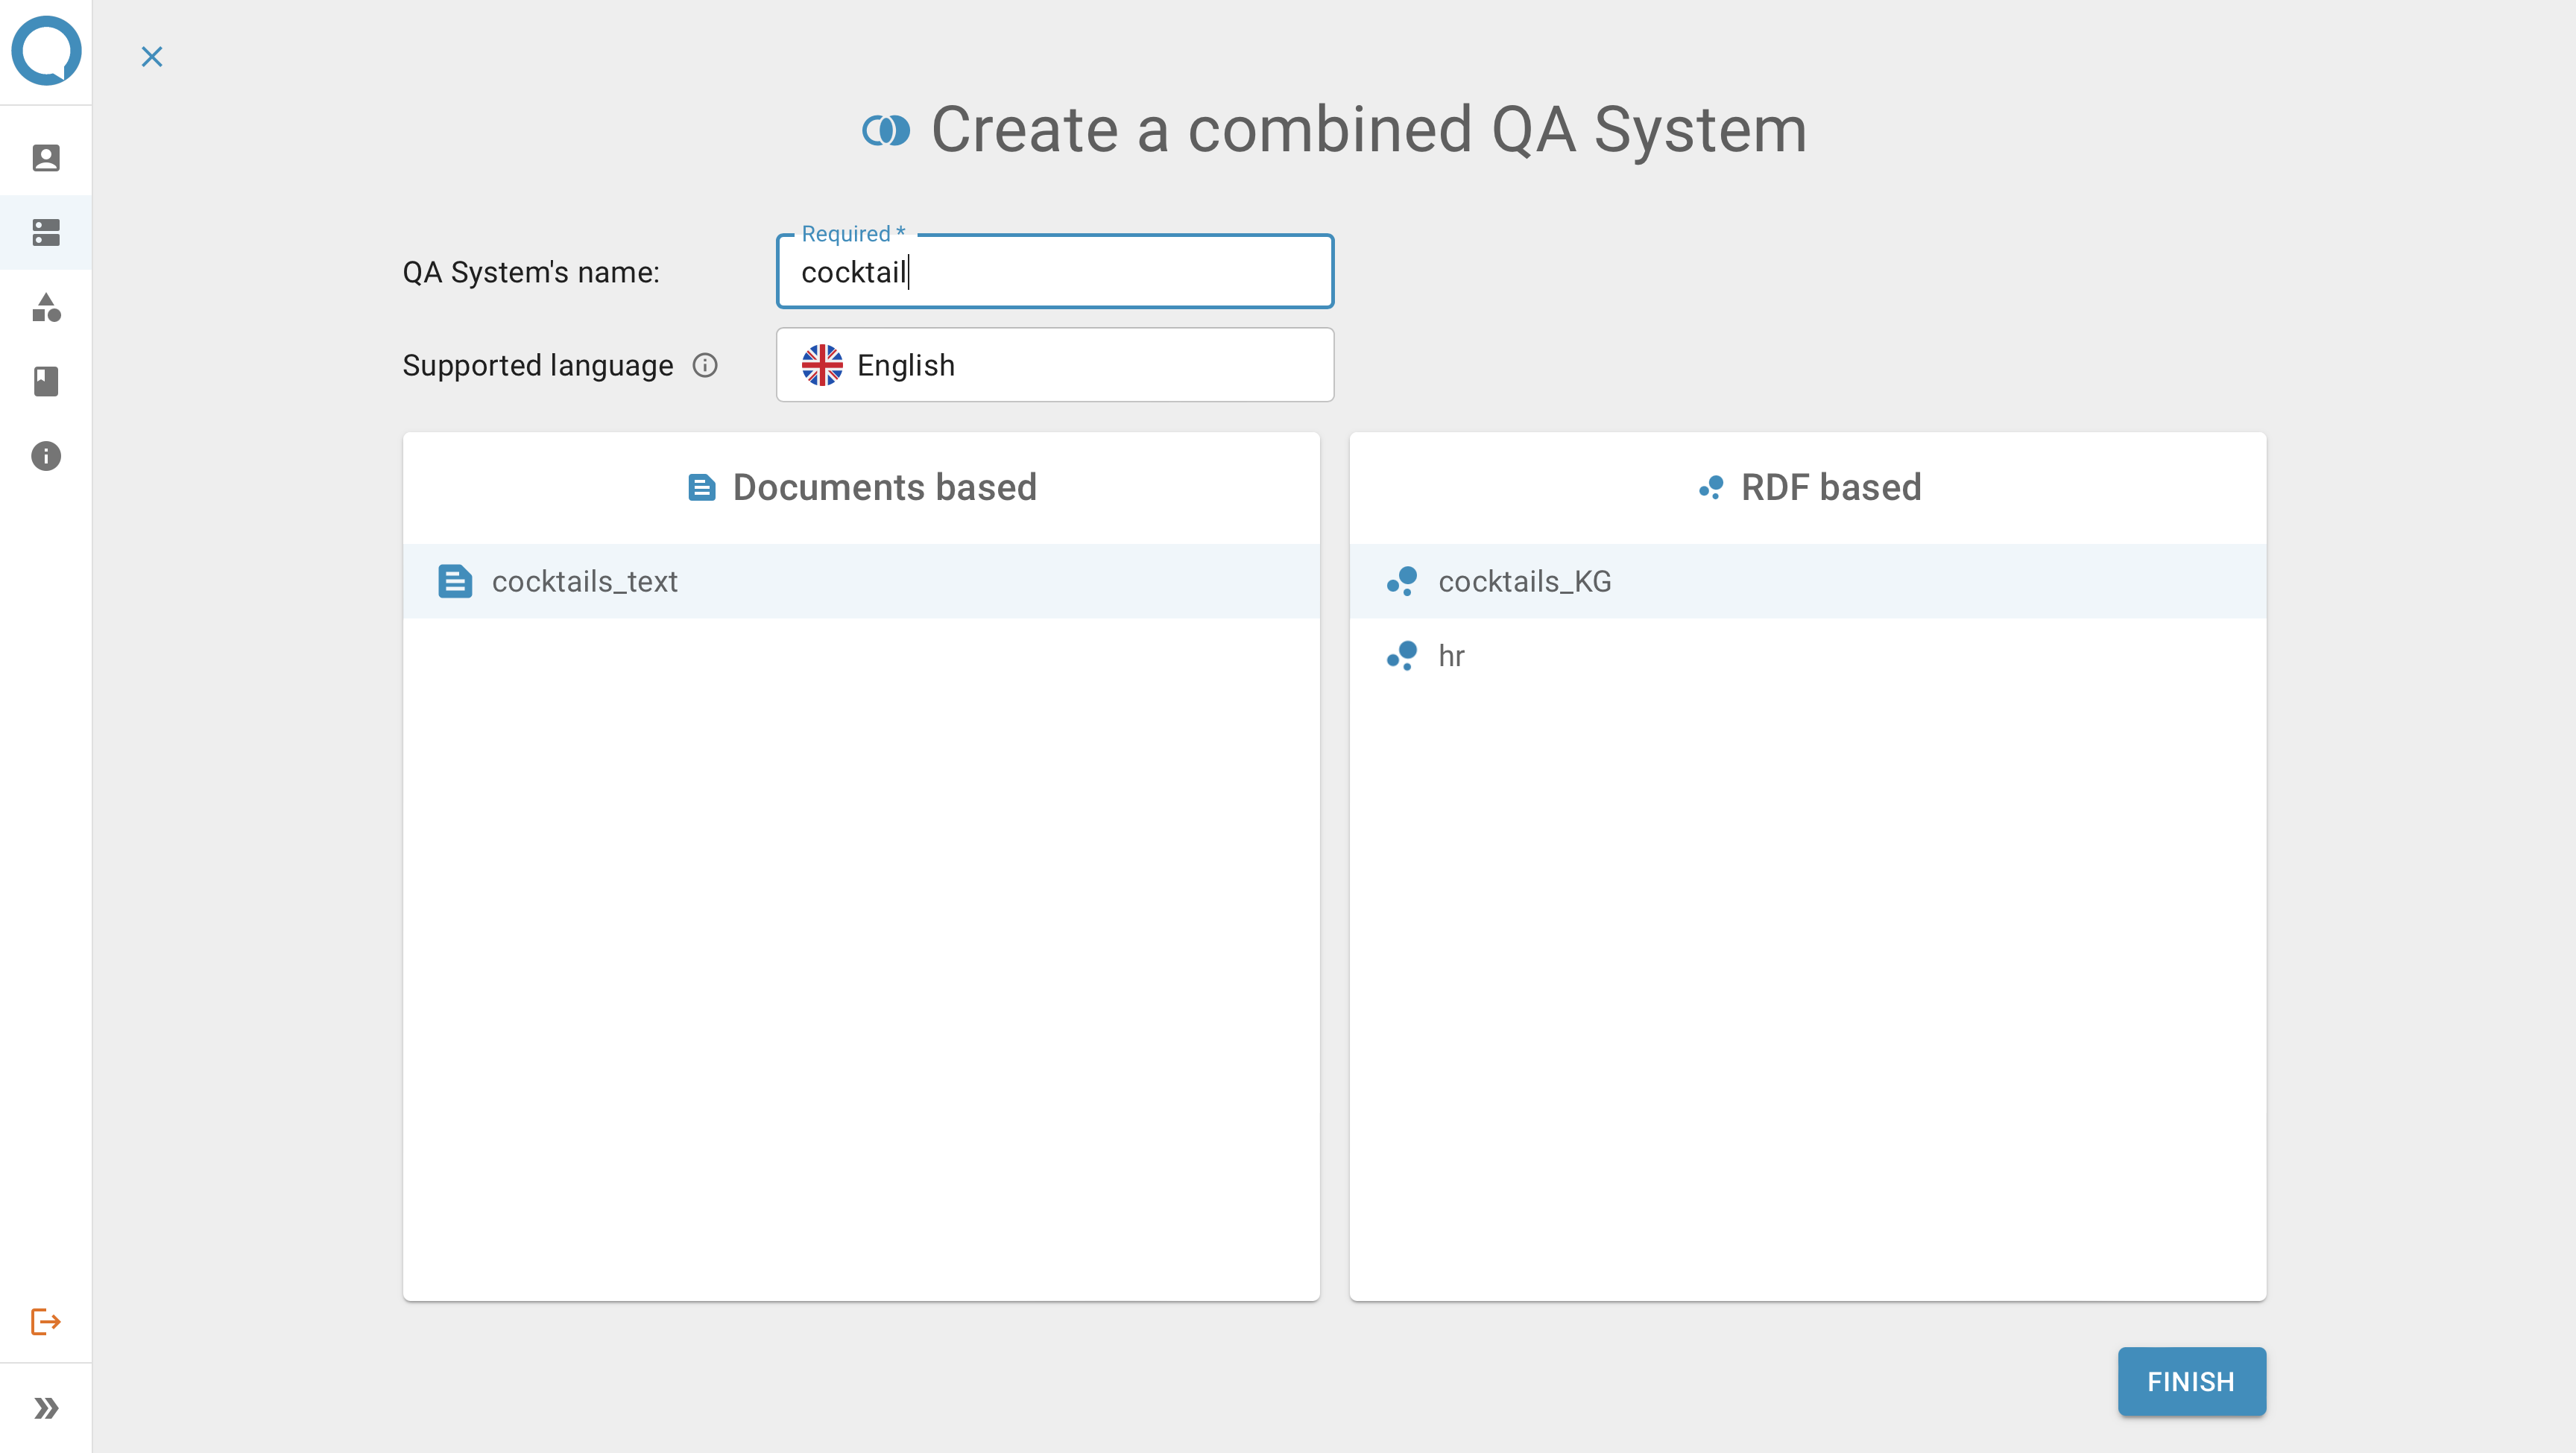 Create a combined QA System
Required *
QA System's name:
cocktail
Supported language
English
Documents based
cocktails_text
RDF based
cocktails_KG
hr
FINISH